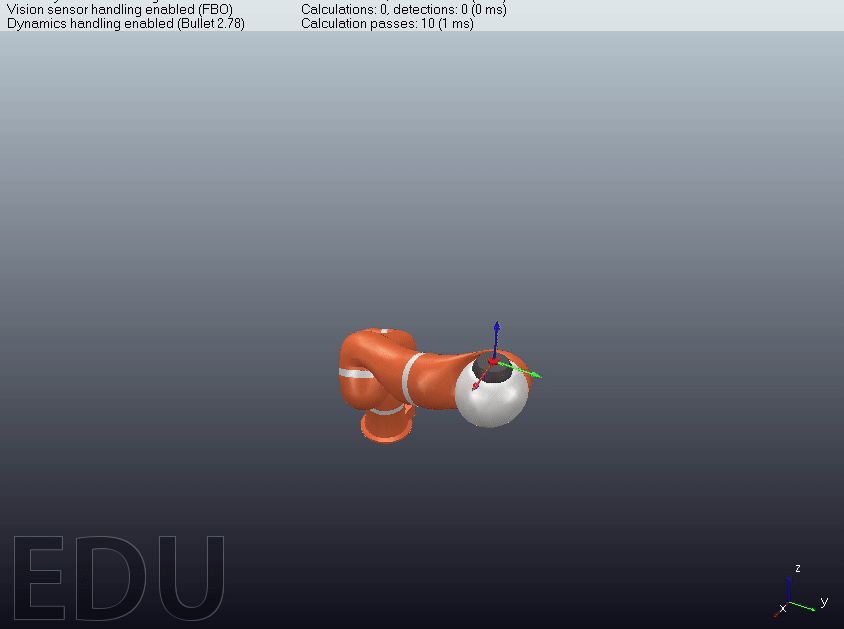 Vision sensor handling enabled (FBO) Calculations: 0, detections: 0 (0 ms)
Dynamics handling enabled (Bullet 2.78) Calculation passes: 10 (1 ms)
EDU
z
x y